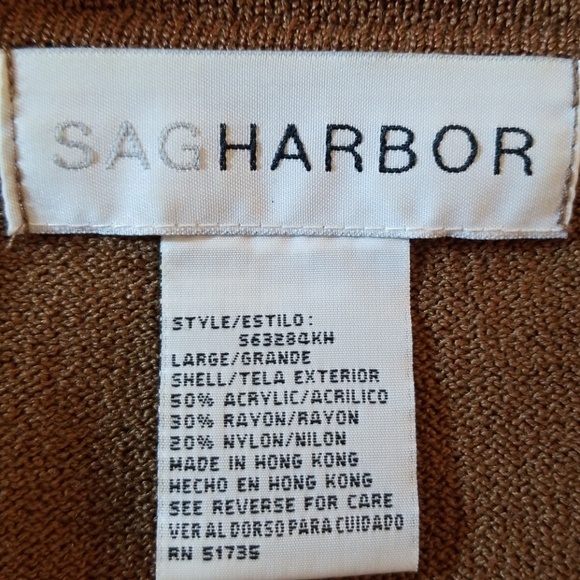 SAGHARBOR
STYLE/ESTILO:
S63284KH
LARGE/GRANDE
SHELL/TELA EXTERIOR
50% ACRYLIC/ACRILICO
30% RAYON/RAYON
20% NYLON/NILON
MADE IN HONG KONG
HECHO EN HONG KONG
SEE REVERSE FOR CARE
VER AL DORSO PARA CUIDADO
RN 51735